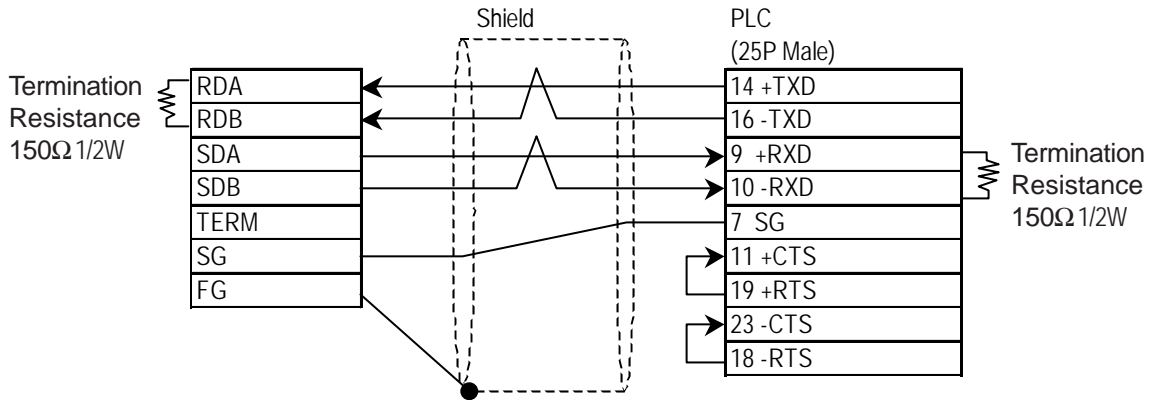 Shield
PLC
(25P Male)
Termination
Resistance
150Ω 1/2W
RDA
RDB
SDA
SDB
TERM
SG
FG
14 +TXD
16 -TXD
9 +RXD
10 -RXD
7 SG
11 +CTS
19 +RTS
23 -CTS
18 -RTS
Termination
Resistance
150Ω 1/2W